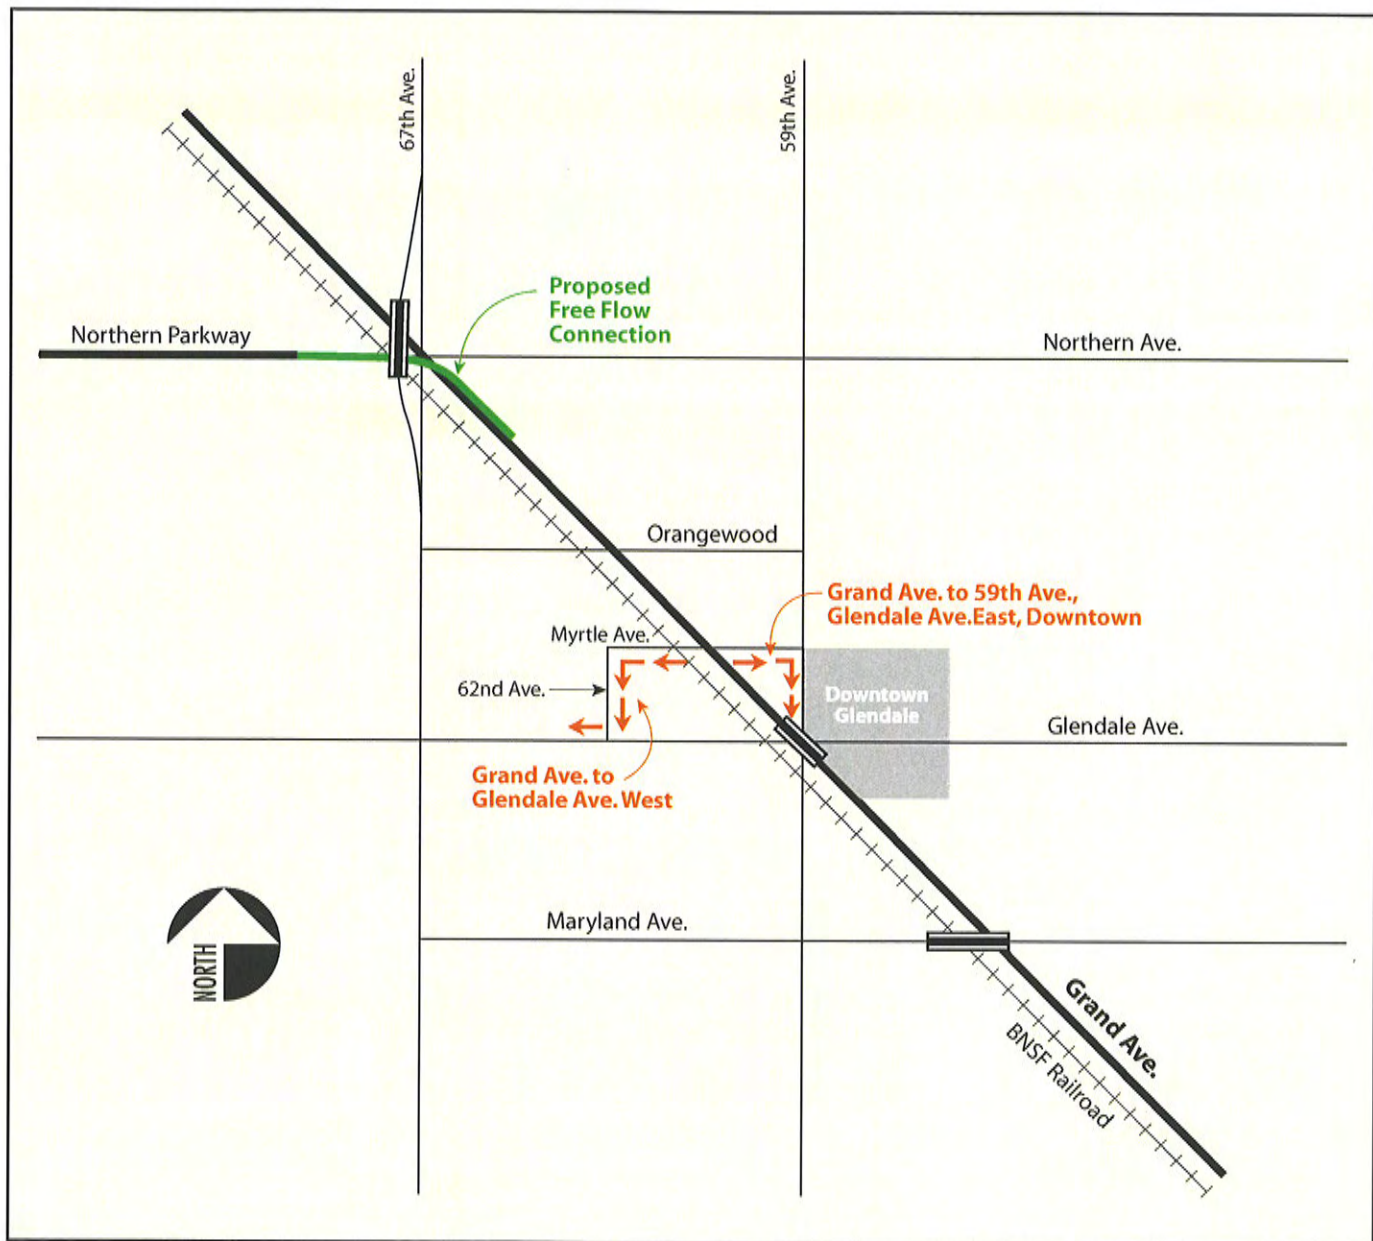 67th Ave.
59th Ave.
Proposed
Free Flow
Connection
Northern Parkway
Northern Ave.
Orangewood
Grand Ave. to 59th Ave.,
Glendale Ave.East, Downtown
Myrtle Ave.
62nd Ave.
Downtown
Glendale
Glendale Ave.
Grand Ave. to
Glendale Ave. West
Maryland Ave.
NORTH
Grand Ave.
BNSF Railroad